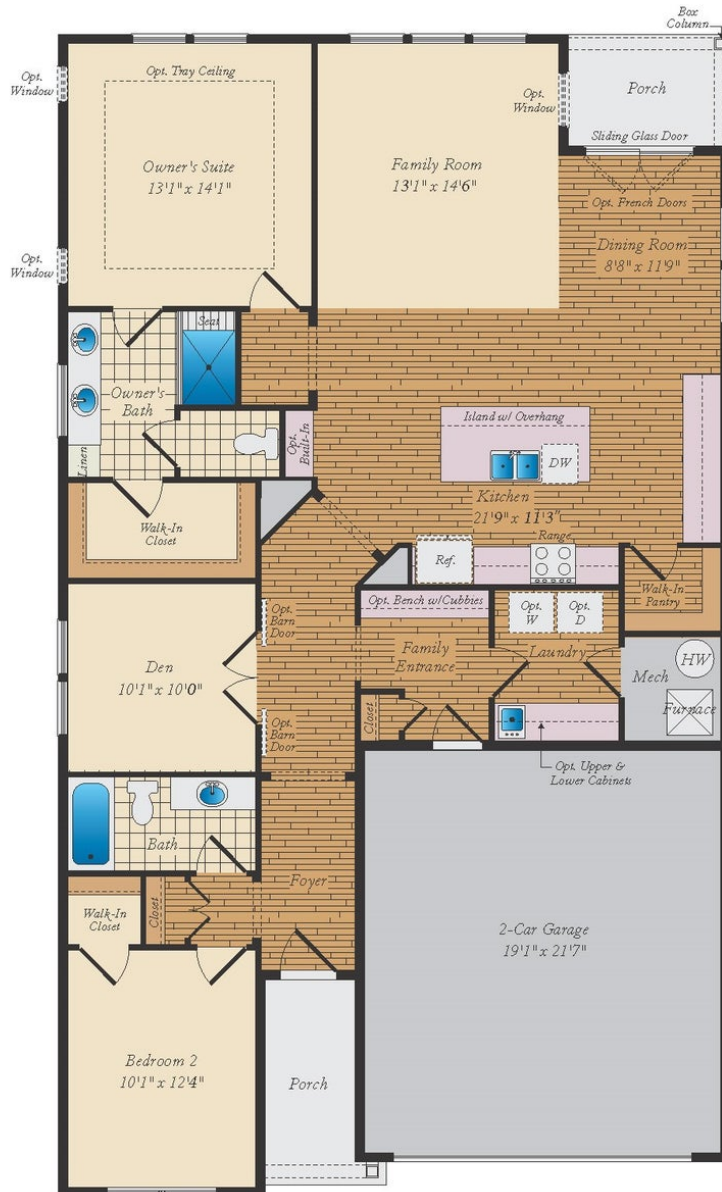 Box
Column
Opt.
Window
Opt. Tray Ceiling
Opt.
Window
Porch
Sliding Glass Door
Owner's Suite
13'1" x 14'1"
Family Room
13'1" x 14'6"
Opt. French Doors
Dining Room
8'8" x 11'9"
Opt.
Window
Seat
Owner's
Bath
Linen
Opt.
Built-In
Island w/ Overhang
DW
Kitchen
21'9" x 11'3"
Range
Ref.
Walk-In
Closet
Walk-In
Pantry
Opt. Bench w/Cubbies
Opt.
W
Opt.
D
Opt.
Barn
Door
Family
Entrance
Laundry
Mech
HW
Furnace
Den
10'1" x 10'0"
Opt.
Barn
Door
Closet
Opt. Upper &
Lower Cabinets
Bath
Foyer
Walk-In
Closet
Closet
2-Car Garage
19'1" x 21'7"
Bedroom 2
10'1" x 12'4"
Porch